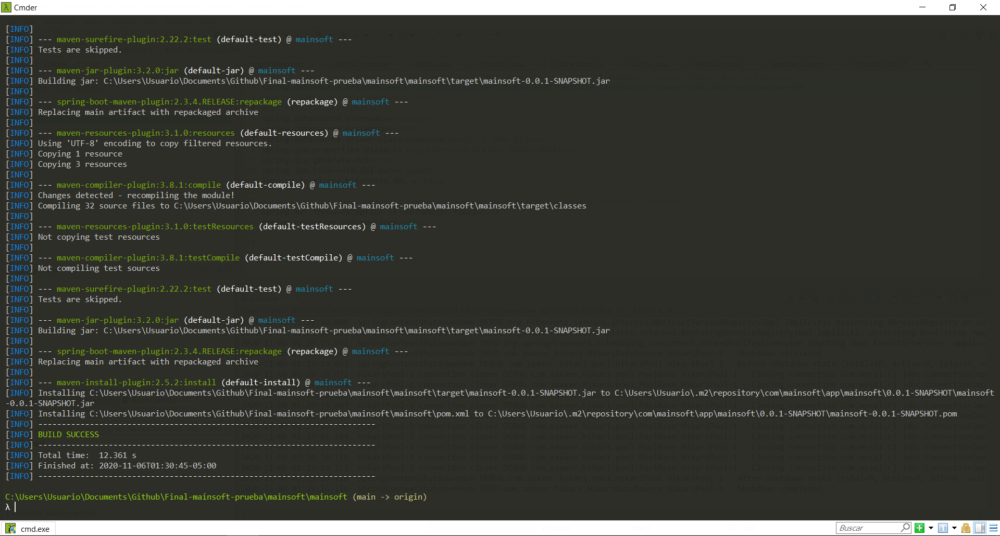 Cmder
[INFO]
[INFO] --- maven-surefire-plugin:2.22.2:test (default-test) @ mainsoft ---
[INFO] Tests are skipped.
[INFO]
[INFO] --- maven-jar-plugin:3.2.0:jar (default-jar) @ mainsoft ---
[INFO] Building jar: C:\Users\Usuario\Documents\Github\Final-mainsoft-prueba\mainsoft\mainsoft\target\mainsoft-0.0.1-SNAPSHOT.jar
[INFO]
[INFO] --- spring-boot-maven-plugin:2.3.4.RELEASE:repackage (repackage) @ mainsoft ---
[INFO] Replacing main artifact with repackaged archive
[INFO]
[INFO] --- maven-resources-plugin:3.1.0:resources (default-resources) @ mainsoft ---
[INFO] Using 'UTF-8' encoding to copy filtered resources.
[INFO] Copying 1 resource
[INFO] Copying 3 resources
[INFO]
[INFO] --- maven-compiler-plugin:3.8.1:compile (default-compile) @ mainsoft ---
[INFO] Changes detected - recompiling the module!
[INFO] Compiling 32 source files to C:\Users\Usuario\Documents\Github\Final-mainsoft-prueba\mainsoft\mainsoft\target\classes
[INFO]
[INFO] --- maven-resources-plugin:3.1.0:testResources (default-testResources) @ mainsoft ---
[INFO] Not copying test resources
[INFO]
[INFO] --- maven-compiler-plugin:3.8.1:testCompile (default-testCompile) @ mainsoft ---
[INFO] Not compiling test sources
[INFO]
[INFO] --- maven-surefire-plugin:2.22.2:test (default-test) @ mainsoft ---
[INFO] Tests are skipped.
[INFO]
[INFO] --- maven-jar-plugin:3.2.0:jar (default-jar) @ mainsoft ---
[INFO] Building jar: C:\Users\Usuario\Documents\Github\Final-mainsoft-prueba\mainsoft\mainsoft\target\mainsoft-0.0.1-SNAPSHOT.jar
[INFO]
[INFO] --- spring-boot-maven-plugin:2.3.4.RELEASE:repackage (repackage) @ mainsoft ---
[INFO] Replacing main artifact with repackaged archive
[INFO]
[INFO] --- maven-install-plugin:2.5.2:install (default-install) @ mainsoft ---
[INFO] Installing C:\Users\Usuario\Documents\Github\Final-mainsoft-prueba\mainsoft\mainsoft\target\mainsoft-0.0.1-SNAPSHOT.jar to C:\Users\Usuario\.m2\repository\com\mainsoft\app\mainsoft\0.0.1-SNAPSHOT\mainsoft
-0.0.1-SNAPSHOT.jar
[INFO] Installing C:\Users\Usuario\Documents\Github\Final-mainsoft-prueba\mainsoft\mainsoft\pom.xml to C:\Users\Usuario\.m2\repository\com\mainsoft\app\mainsoft\0.0.1-SNAPSHOT\mainsoft-0.0.1-SNAPSHOT.pom
[INFO] ------------------------------------------------------------------------
[INFO] BUILD SUCCESS
[INFO] ------------------------------------------------------------------------
[INFO] Total time:  12.361 s
[INFO] Finished at: 2020-11-06T01:30:45-05:00
[INFO] ------------------------------------------------------------------------
C:\Users\Usuario\Documents\Github\Final-mainsoft-prueba\mainsoft\mainsoft (main -> origin)
λ
cmd.exe
Buscar